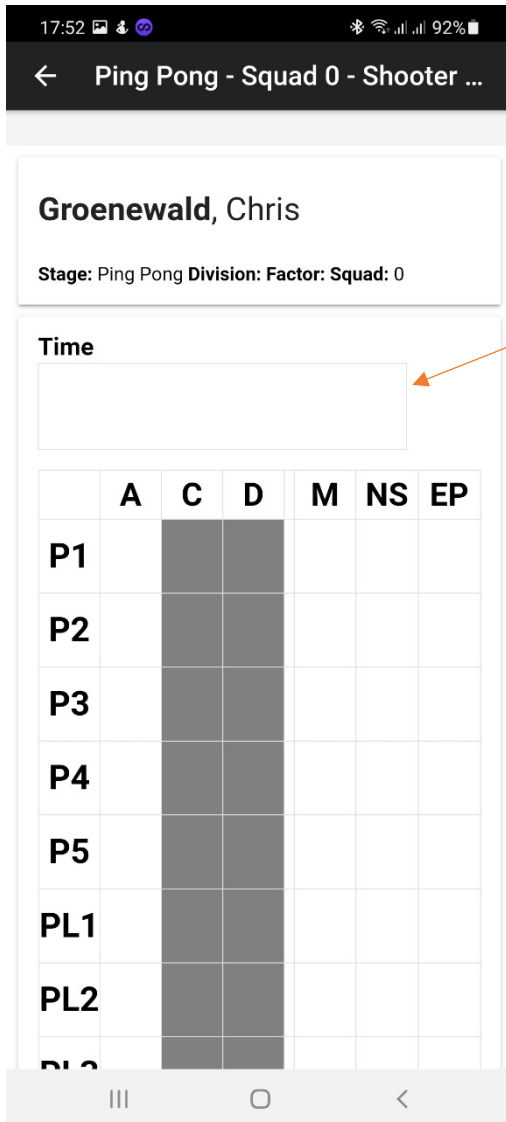 17:52 92%
Ping Pong - Squad 0 - Shooter ...
Groenewald, Chris
Stage: Ping Pong Division: Factor: Squad: 0
Time
A C D M NS EP
P1
P2
P3
P4
P5
PL1
PL2